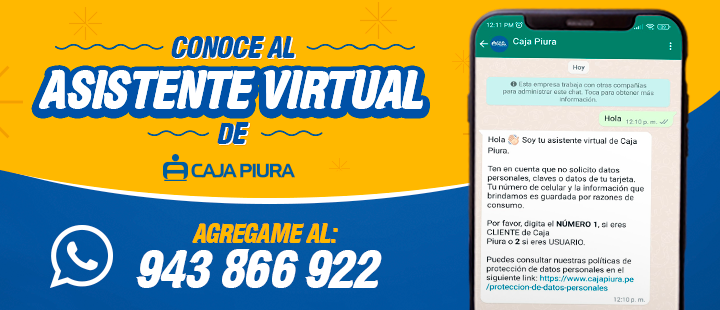 CONOCE AL
ASISTENTE VIRTUAL
DE
CAJA PIURA
AGREGAME AL:
943 866 922
12:11 PM
Caja Piura
Hoy
Esta empresa trabaja con otras compañías
para administrar este chat. Toca para obtener más
información.
Hola 12:10 p. m.
Hola 👋🏻 Soy tu asistente virtual de Caja
Piura.
Ten en cuenta que no solicito datos
personales, claves o datos de tu tarjeta.
Tu número de celular y la información que
brindamos es guardada por razones de
consumo.
Por favor, digita el NÚMERO 1, si eres
CLIENTE de Caja
Piura o 2 si eres USUARIO.
Puedes consultar nuestras políticas de
protección de datos personales en el
siguiente link: https://www.cajapiura.pe
/proteccion-de-datos-personales
12:10 p. m.